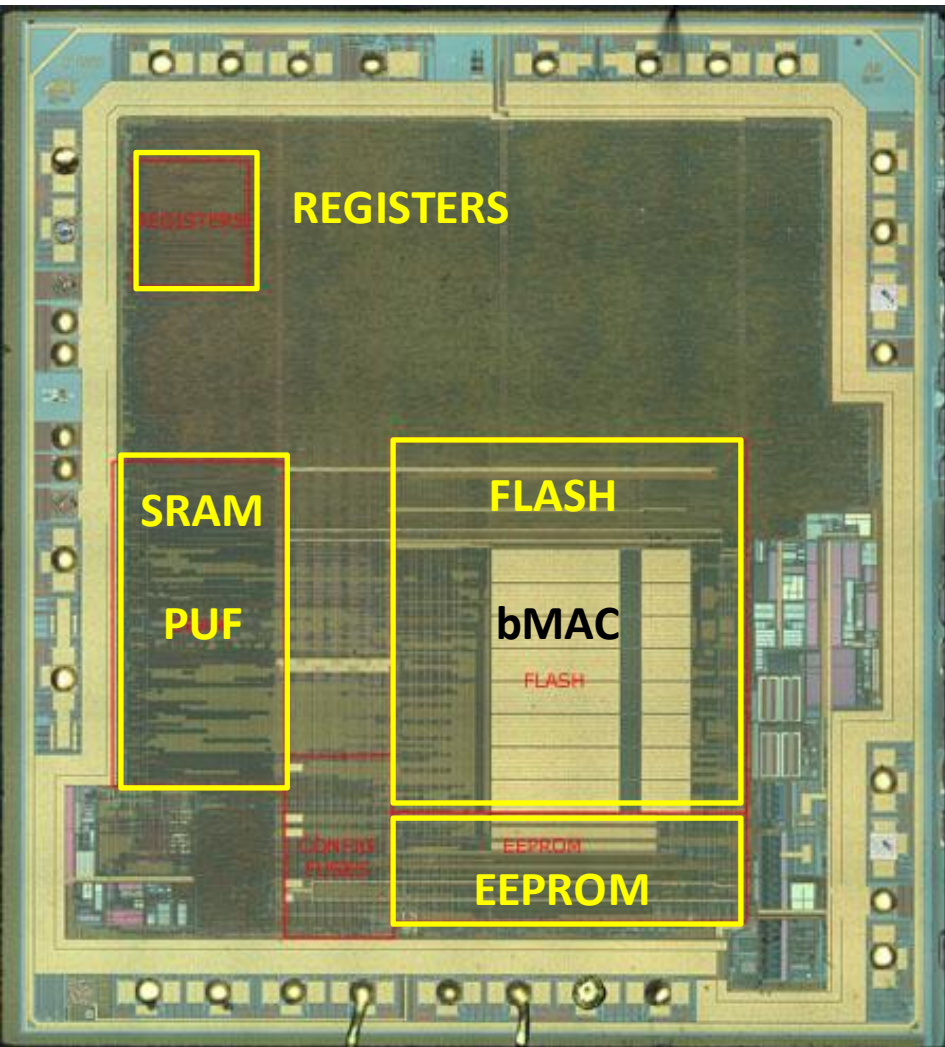 REGISTERS
REGISTERS
SRAM
FLASH
PUF
bMAC
FLASH
CONFIG
FUSES
EEPROM
EEPROM